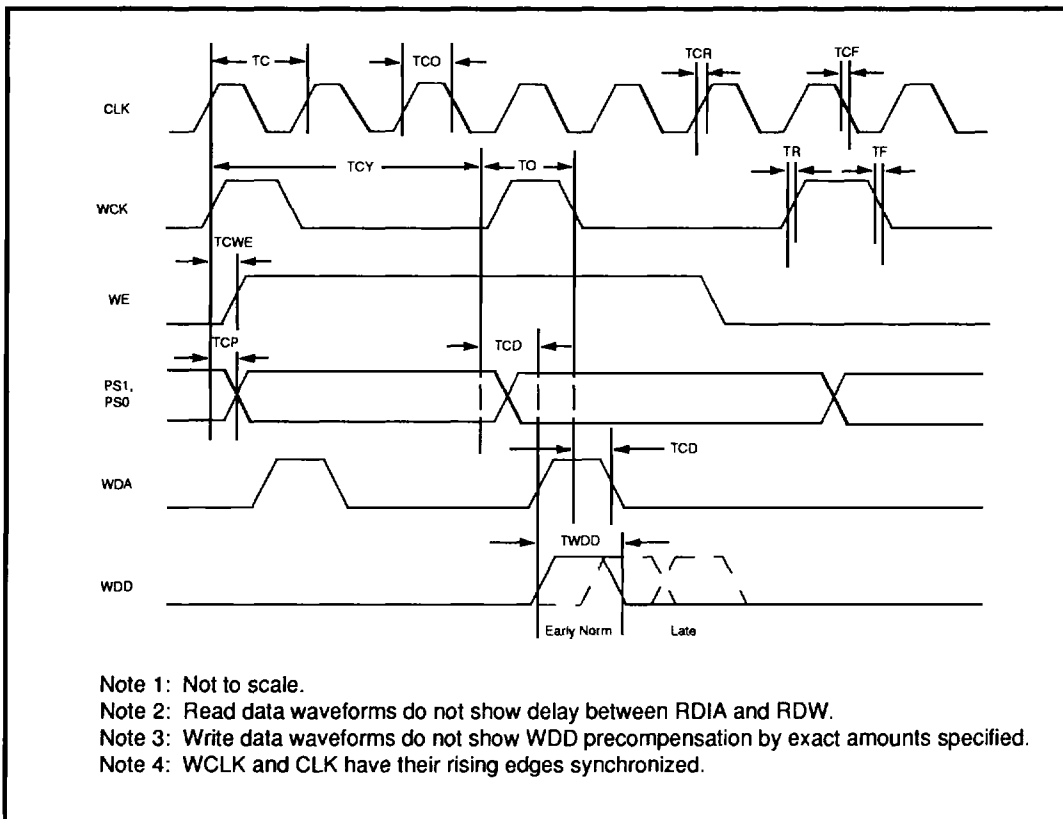 TC TCO TCR TCF
CLK
TCY TO TR TF
WCK
TCWE
WE
TCP TCD
PS1,
PS0
TCD
WDA
TWDD
WDD
Early Norm Late
Note 1: Not to scale.
Note 2: Read data waveforms do not show delay between RDIA and RDW.
Note 3: Write data waveforms do not show WDD precompensation by exact amounts specified.
Note 4: WCLK and CLK have their rising edges synchronized.